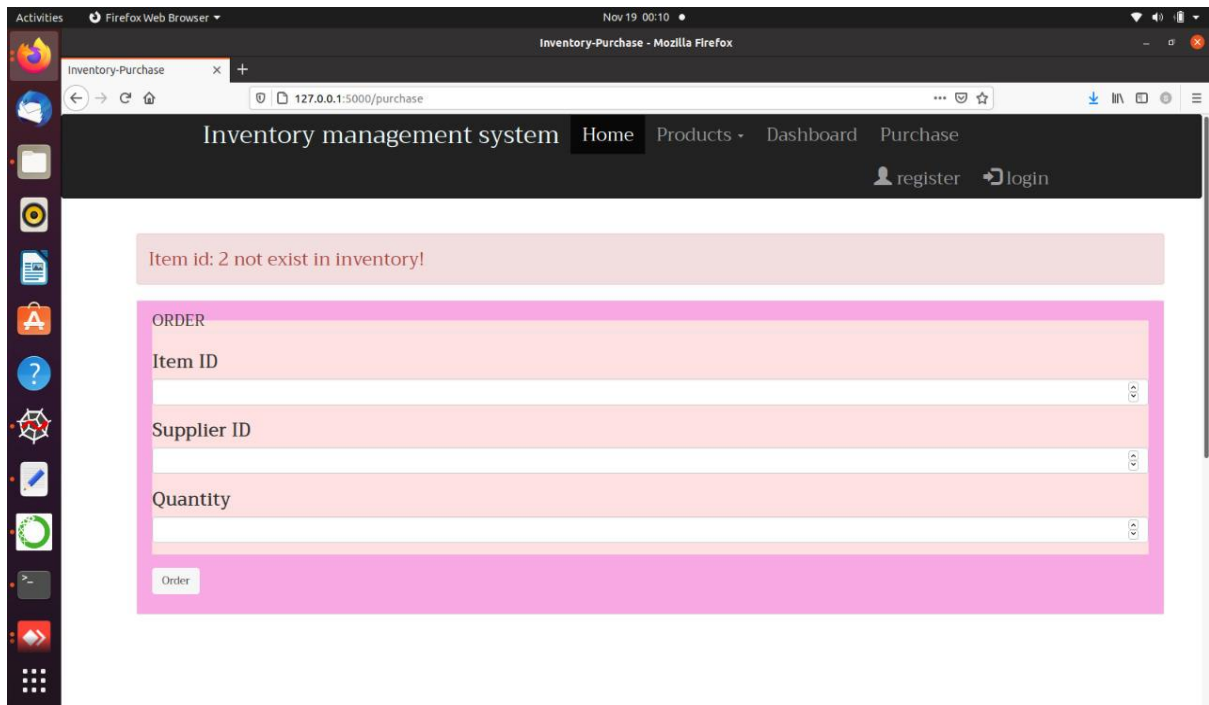 Activities Firefox Web Browser Nov 19 00:10
Inventory-Purchase - Mozilla Firefox
Inventory-Purchase
127.0.0.1:5000/purchase
Inventory management system Home Products Dashboard Purchase
register login
Item id: 2 not exist in inventory!
ORDER
Item ID
Supplier ID
Quantity
Order